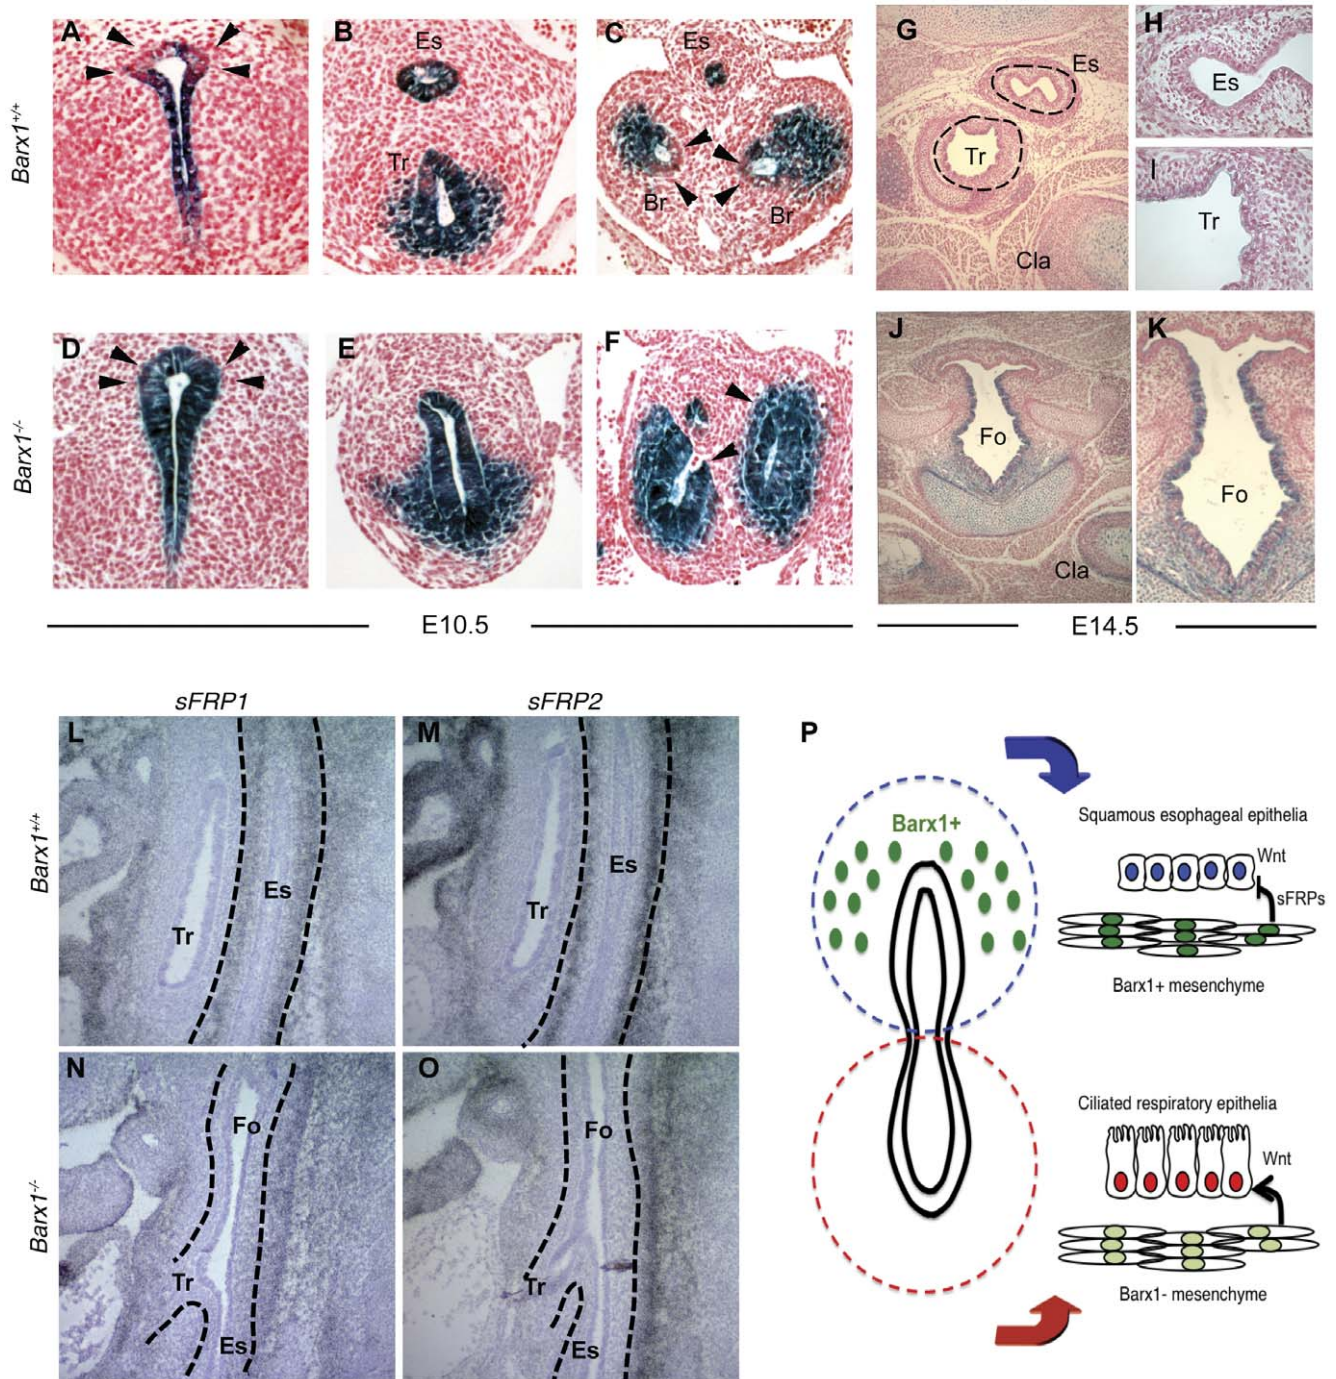 A
B
Es
Tr
C
Es
Br
Br
G
Es
Tr
Cla
H
Es
I
Tr
Barx1+/+
D
E
F
J
Fo
Cla
K
Fo
Barx1-/-
E10.5
E14.5
sFRP1
sFRP2
L
Tr
Es
M
Tr
Es
Barx1+/+
N
Fo
Tr
Es
O
Fo
Tr
Es
Barx1-/-
P
Barx1+
Squamous esophageal epithelia
Wnt
sFRPs
Barx1+ mesenchyme
Ciliated respiratory epithelia
Wnt
Barx1- mesenchyme